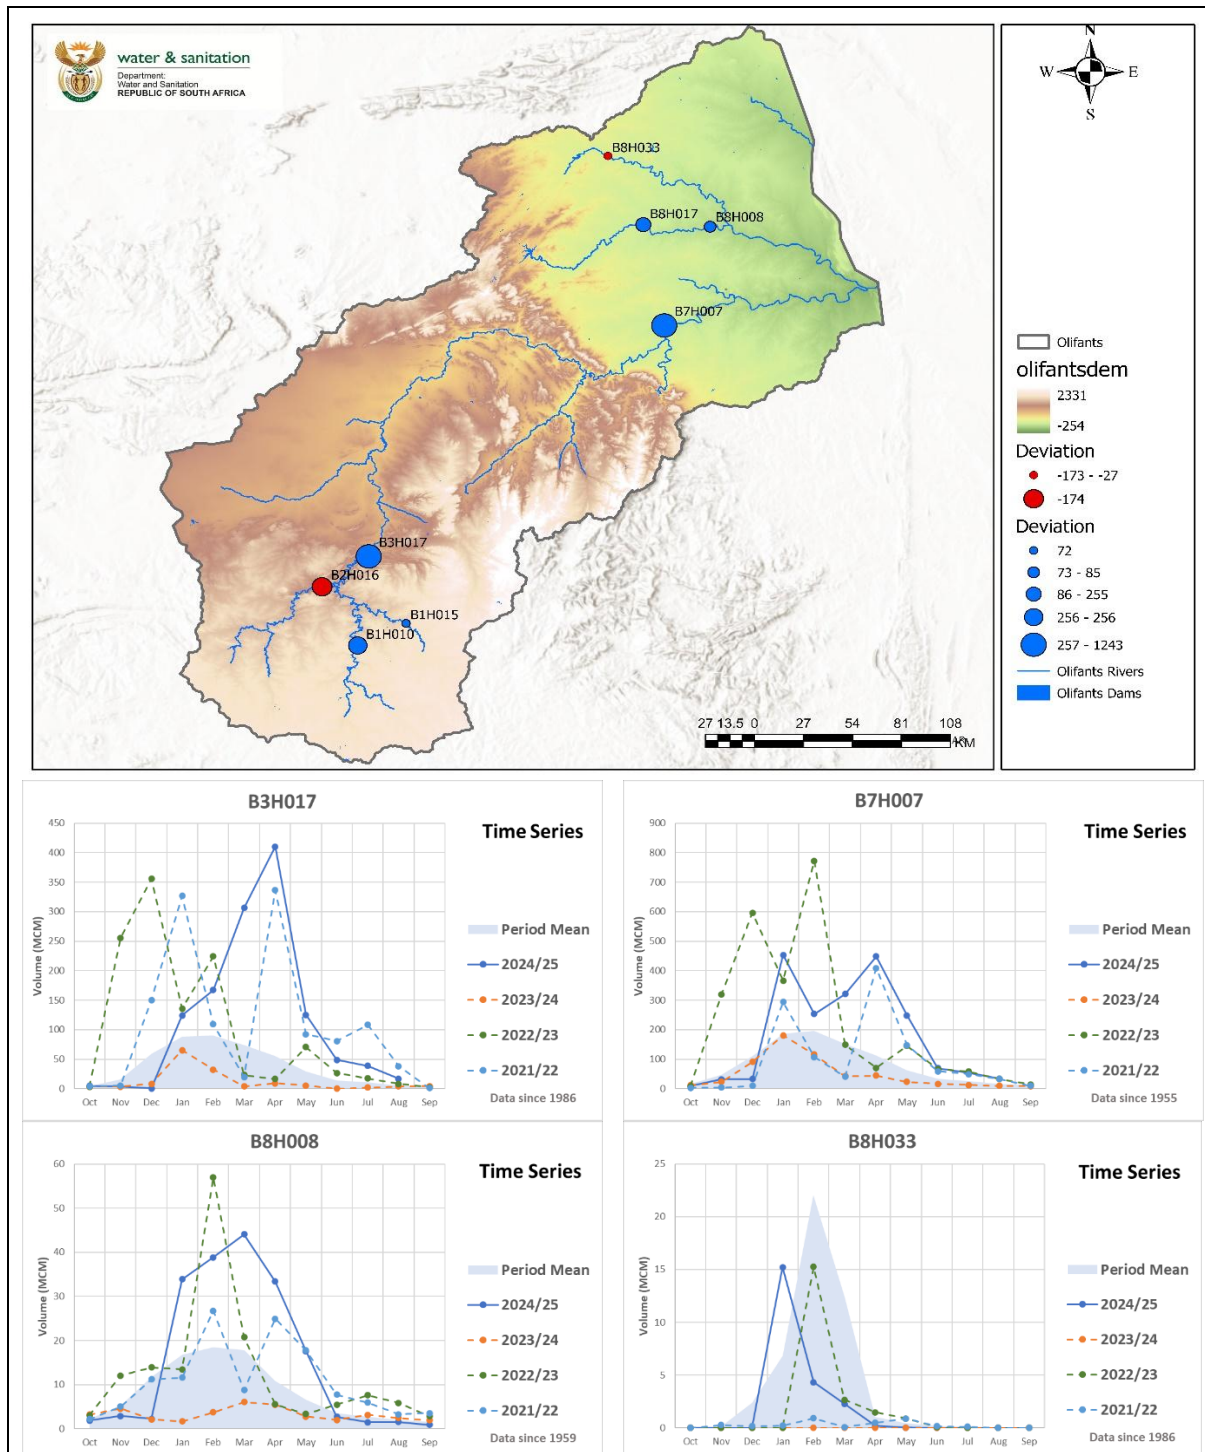 water & sanitation
Department:
Water and Sanitation
REPUBLIC OF SOUTH AFRICA
N
W E
S
B8H033
B8H017
B8H008
B7H007
B3H017
B2H016
B1H015
B1H010
27 13.5 0 27 54 81 108
KM
Olifants
olifantsdem
2331
-254
Deviation
-173 - -27
-174
Deviation
72
73 - 85
86 - 255
256 - 256
257 - 1243
Olifants Rivers
Olifants Dams
B3H017
Time Series
Volume (MCM)
450
400
350
300
250
200
150
100
50
0
Oct Nov Dec Jan Feb Mar Apr May Jun Jul Aug Sep
Period Mean
2024/25
2023/24
2022/23
2021/22
Data since 1986
B7H007
Time Series
Volume (MCM)
900
800
700
600
500
400
300
200
100
0
Oct Nov Dec Jan Feb Mar Apr May Jun Jul Aug Sep
Period Mean
2024/25
2023/24
2022/23
2021/22
Data since 1955
B8H008
Time Series
Volume (MCM)
60
50
40
30
20
10
0
Oct Nov Dec Jan Feb Mar Apr May Jun Jul Aug Sep
Period Mean
2024/25
2023/24
2022/23
2021/22
Data since 1959
B8H033
Time Series
Volume (MCM)
25
20
15
10
5
0
Oct Nov Dec Jan Feb Mar Apr May Jun Jul Aug Sep
Period Mean
2024/25
2023/24
2022/23
2021/22
Data since 1986